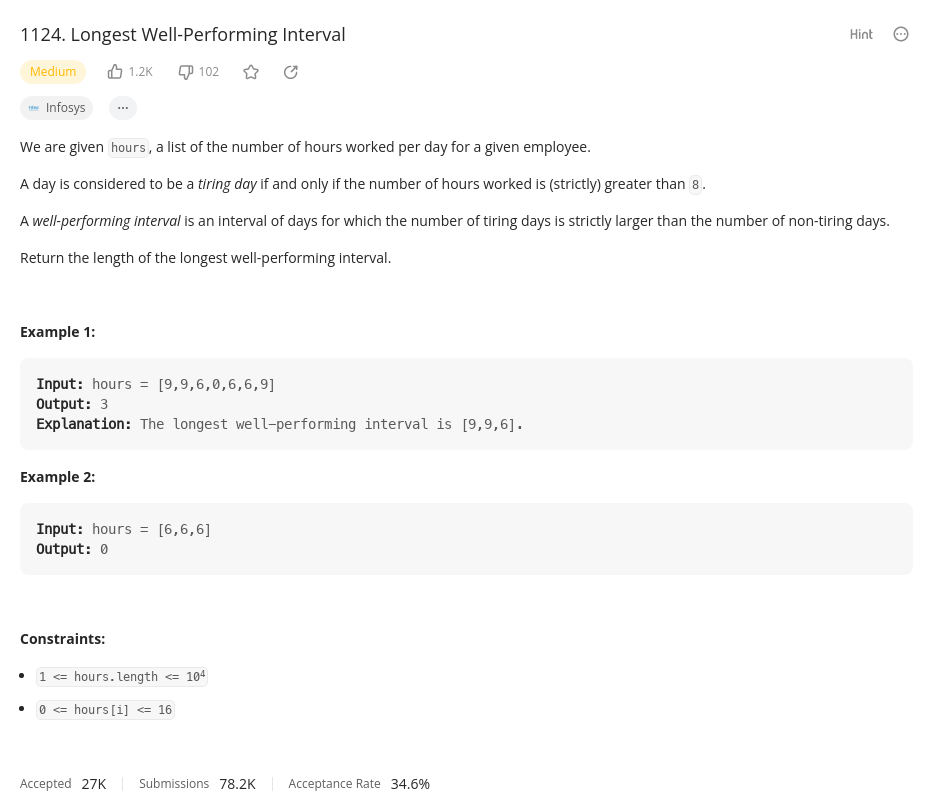 1124. Longest Well-Performing Interval
Hint
Medium 1.2K 102
Infosys
We are given hours, a list of the number of hours worked per day for a given employee.
A day is considered to be a tiring day if and only if the number of hours worked is (strictly) greater than 8.
A well-performing interval is an interval of days for which the number of tiring days is strictly larger than the number of non-tiring days.
Return the length of the longest well-performing interval.
Example 1:
Input: hours = [9,9,6,0,6,6,9]
Output: 3
Explanation: The longest well-performing interval is [9,9,6].
Example 2:
Input: hours = [6,6,6]
Output: 0
Constraints:
1 <= hours.length <= 10⁴
0 <= hours[i] <= 16
Accepted 27K Submissions 78.2K Acceptance Rate 34.6%